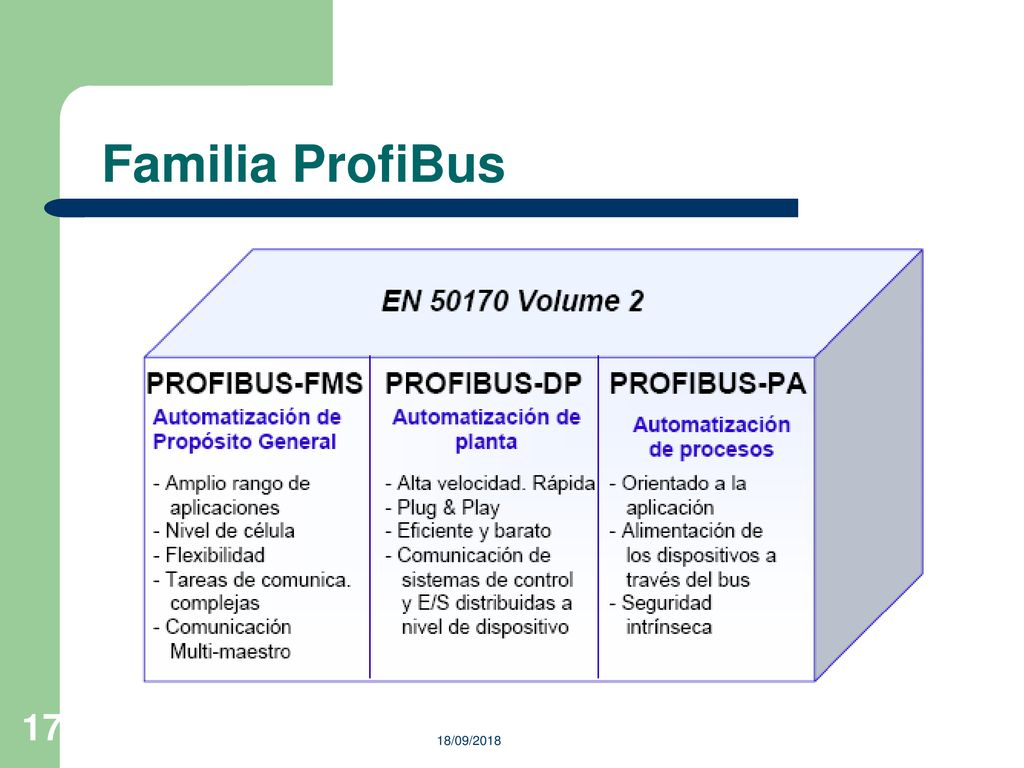 Familia ProfiBus
EN 50170 Volume 2
PROFIBUS-FMS
Automatización de
Propósito General
- Amplio rango de
aplicaciones
- Nivel de célula
- Flexibilidad
- Tareas de comunica.
complejas
- Comunicación
Multi-maestro
PROFIBUS-DP
Automatización de
planta
- Alta velocidad. Rápida
- Plug & Play
- Eficiente y barato
- Comunicación de
sistemas de control
y E/S distribuidas a
nivel de dispositivo
PROFIBUS-PA
Automatización
de procesos
- Orientado a la
aplicación
- Alimentación de
los dispositivos a
través del bus
- Seguridad
intrínseca
17
18/09/2018